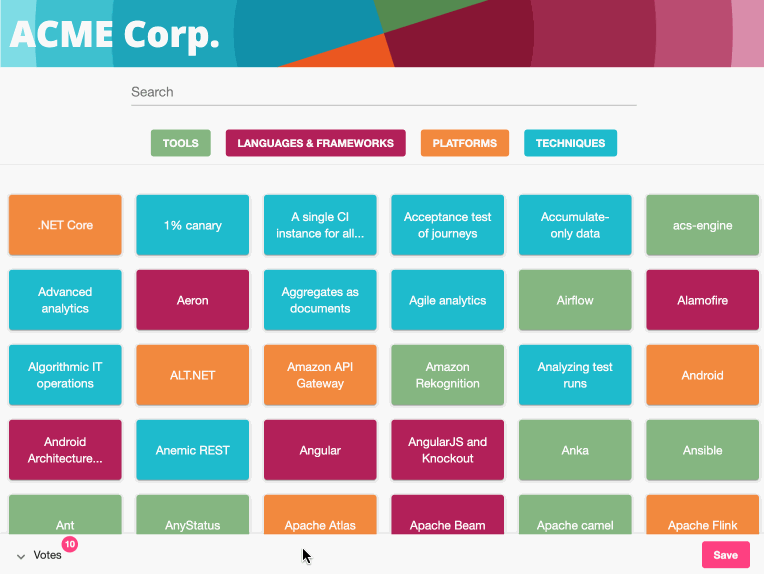 ACME Corp.
Search
TOOLS
LANGUAGES & FRAMEWORKS
PLATFORMS
TECHNIQUES
.NET Core
1% canary
A single CI
instance for all...
Acceptance test
of journeys
Accumulate-
only data
acs-engine
Advanced
analytics
Aeron
Aggregates as
documents
Agile analytics
Airflow
Alamofire
Algorithmic IT
operations
ALT.NET
Amazon API
Gateway
Amazon
Rekognition
Analyzing test
runs
Android
Android
Architecture...
Anemic REST
Angular
AngularJS and
Knockout
Anka
Ansible
Ant
AnyStatus
Apache Atlas
Apache Beam
Apache camel
Apache Flink
Votes
10
Save